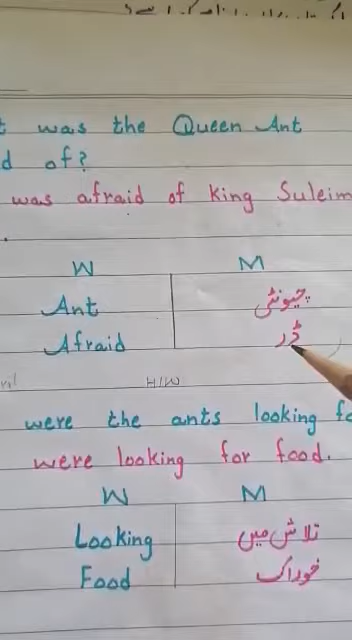 was the Queen Ant
d of?
was afraid of King Suleim
W M
Ant چیونٹی
Afraid ڈر
H/W
were the ants looking fo
were looking for food.
W M
Looking تلاش میں
Food خوراک